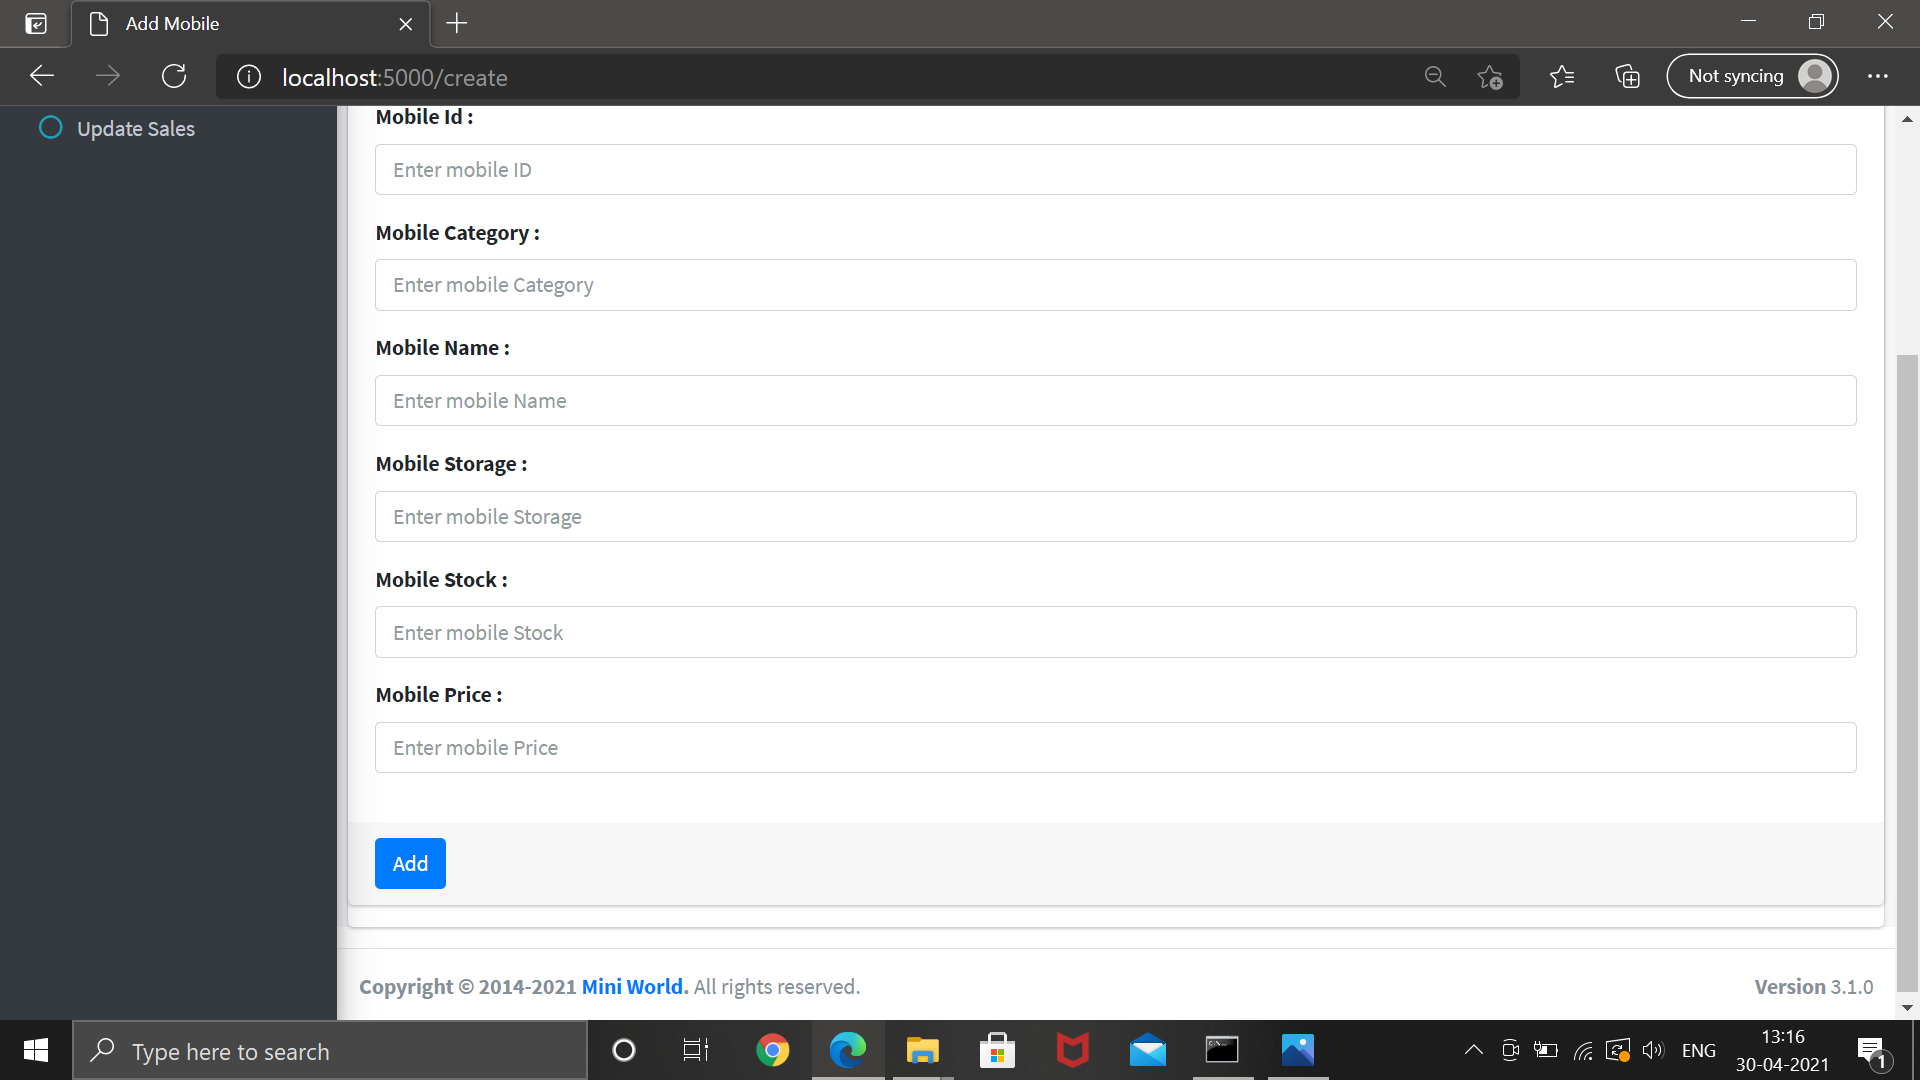 Add Mobile
localhost:5000/create
Not syncing
Update Sales
Mobile Id :
Enter mobile ID
Mobile Category :
Enter mobile Category
Mobile Name :
Enter mobile Name
Mobile Storage :
Enter mobile Storage
Mobile Stock :
Enter mobile Stock
Mobile Price :
Enter mobile Price
Add
Copyright © 2014-2021 Mini World. All rights reserved.
Version 3.1.0
Type here to search
ENG
13:16
30-04-2021
1